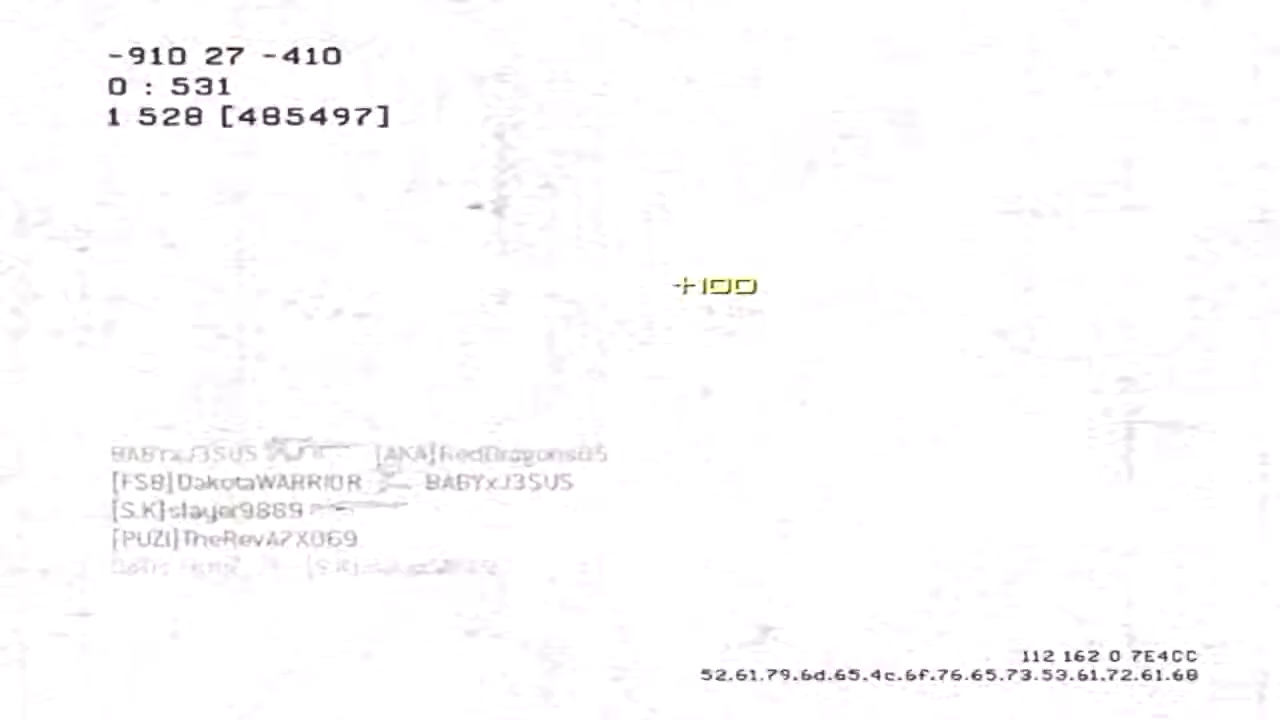 -910 27 -410
0 : 531
1 528 [485497]
+100
BABYxJ3SUS [AKA]RedDragons85
[FSB]DakotaWARRIOR BABYxJ3SUS
[S.K]slayer9889
[PUZI]TheRevA7X069
112 162 0 7E4CC
52.61.79.6d.65.4c.6f.76.65.73.53.61.72.61.68